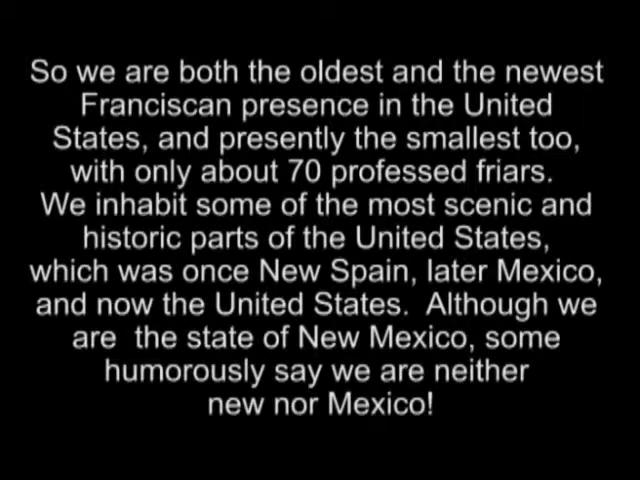 So we are both the oldest and the newest
Franciscan presence in the United
States, and presently the smallest too,
with only about 70 professed friars.
We inhabit some of the most scenic and
historic parts of the United States,
which was once New Spain, later Mexico,
and now the United States.  Although we
are  the state of New Mexico, some
humorously say we are neither
new nor Mexico!